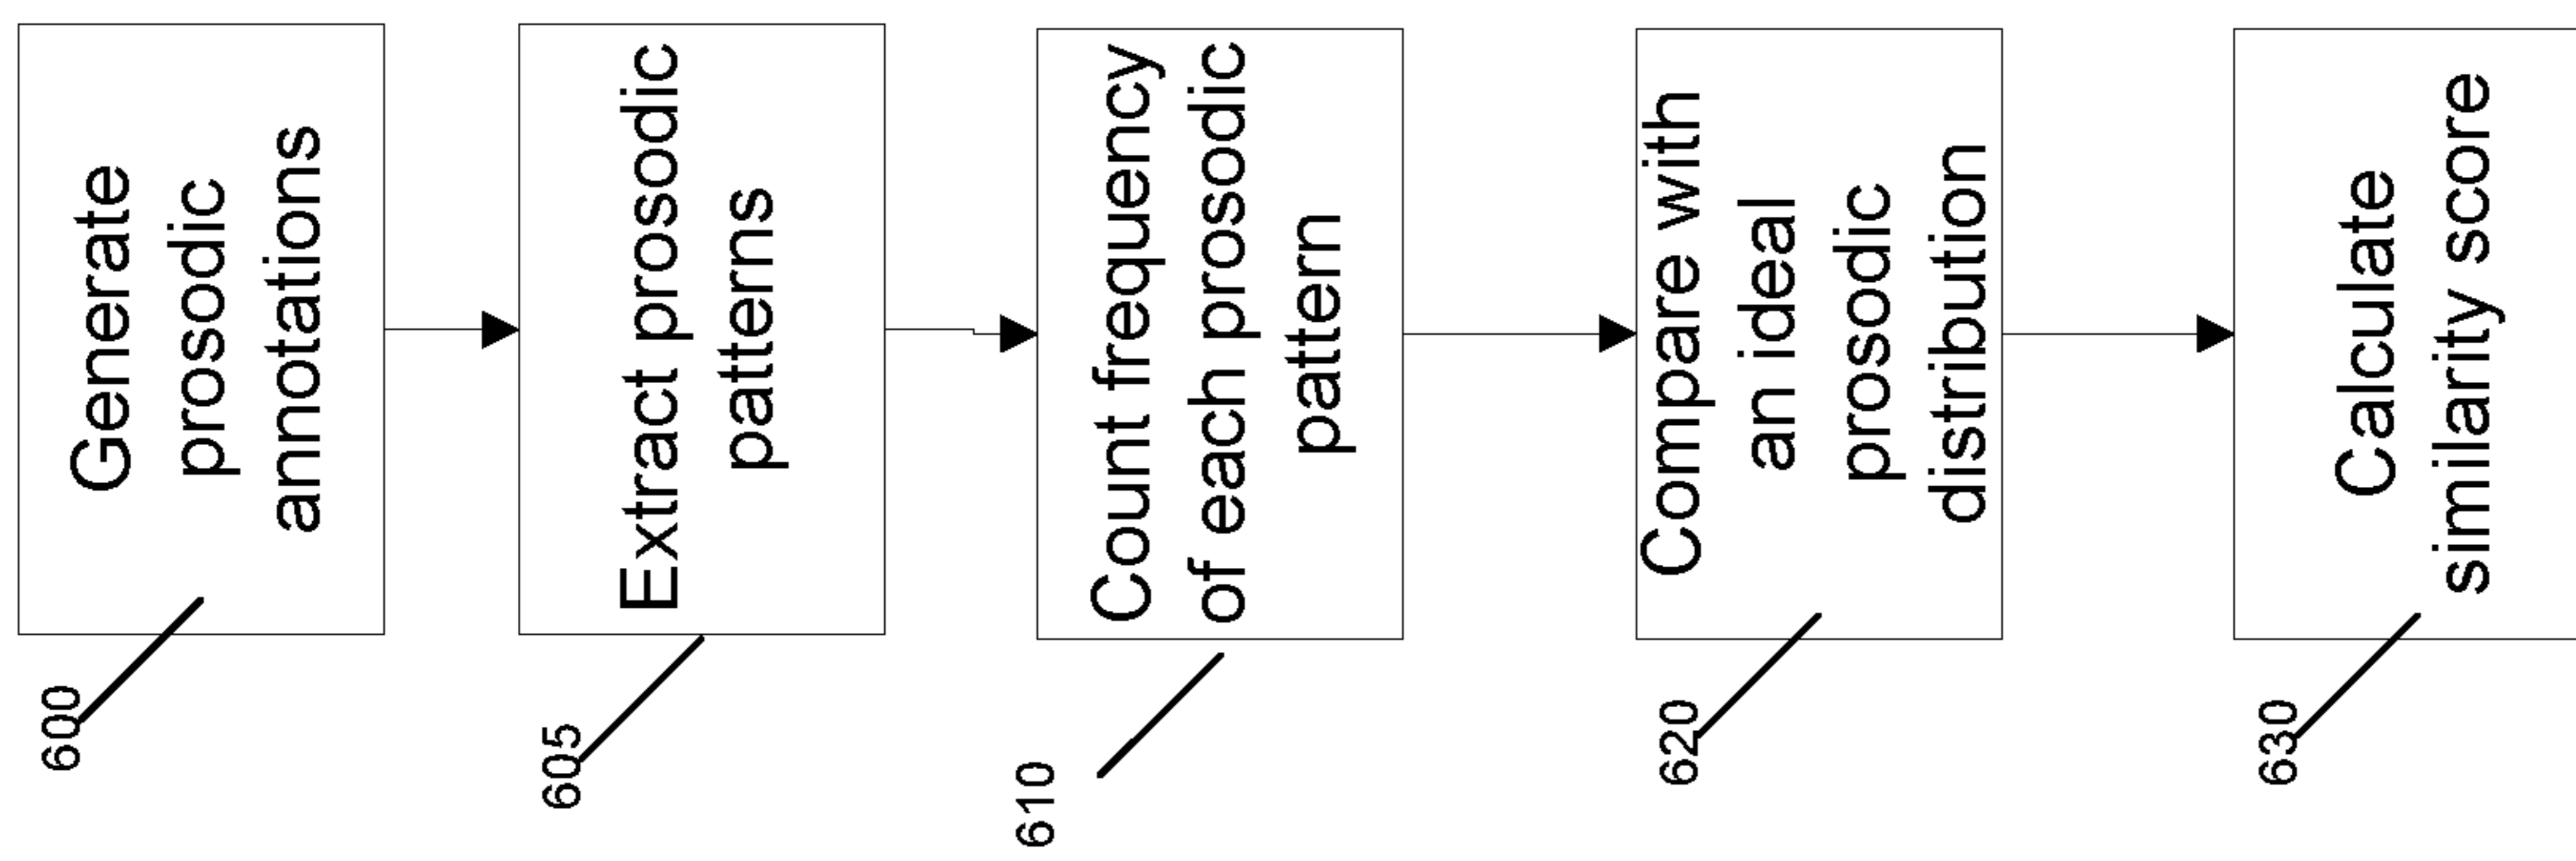 600
Generate
prosodic
annotations
605
Extract prosodic
patterns
610
Count frequency
of each prosodic
pattern
620
Compare with
an ideal
prosodic
distribution
630
Calculate
similarity score